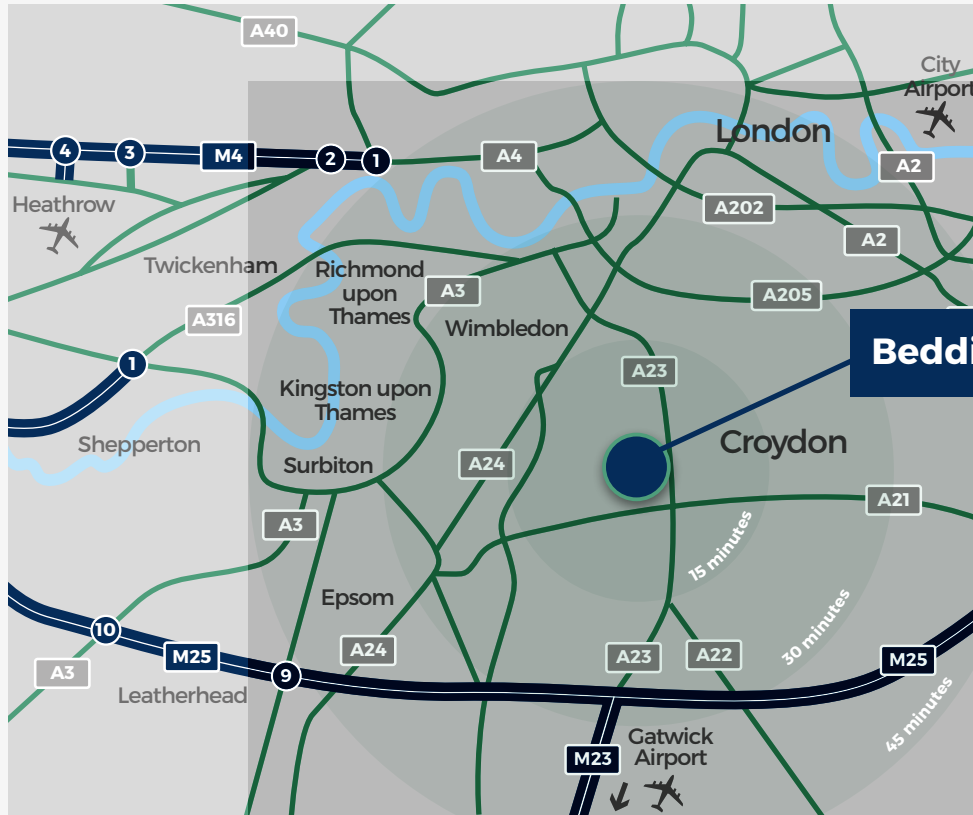 A40
City
Airport
London
4
3
M4
2
1
A4
A2
Heathrow
A202
A2
Twickenham
Richmond
upon
Thames
A3
A205
A316
Wimbledon
Beddi
1
A23
Kingston upon
Thames
Shepperton
Croydon
Surbiton
A24
A21
A3
15 minutes
Epsom
30 minutes
10
M25
A24
A23
A22
M25
A3
9
Leatherhead
45 minutes
Gatwick
Airport
M23